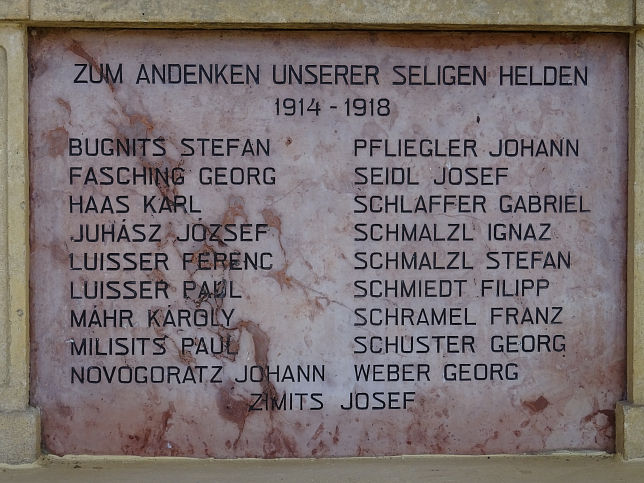 ZUM ANDENKEN UNSERER SELIGEN HELDEN
1914 - 1918
BUGNITS STEFAN
FASCHING GEORG
HAAS KARL
JUHÁSZ JÓZSEF
LUISSER FERENC
LUISSER PAUL
MÁHR KÁROLY
MILISITS PAUL
NOVOGORATZ JOHANN
PFLIEGLER JOHANN
SEIDL JOSEF
SCHLAFFER GABRIEL
SCHMALZL IGNAZ
SCHMALZL STEFAN
SCHMIEDT FILIPP
SCHRAMEL FRANZ
SCHUSTER GEORG
WEBER GEORG
ZIMITS JOSEF